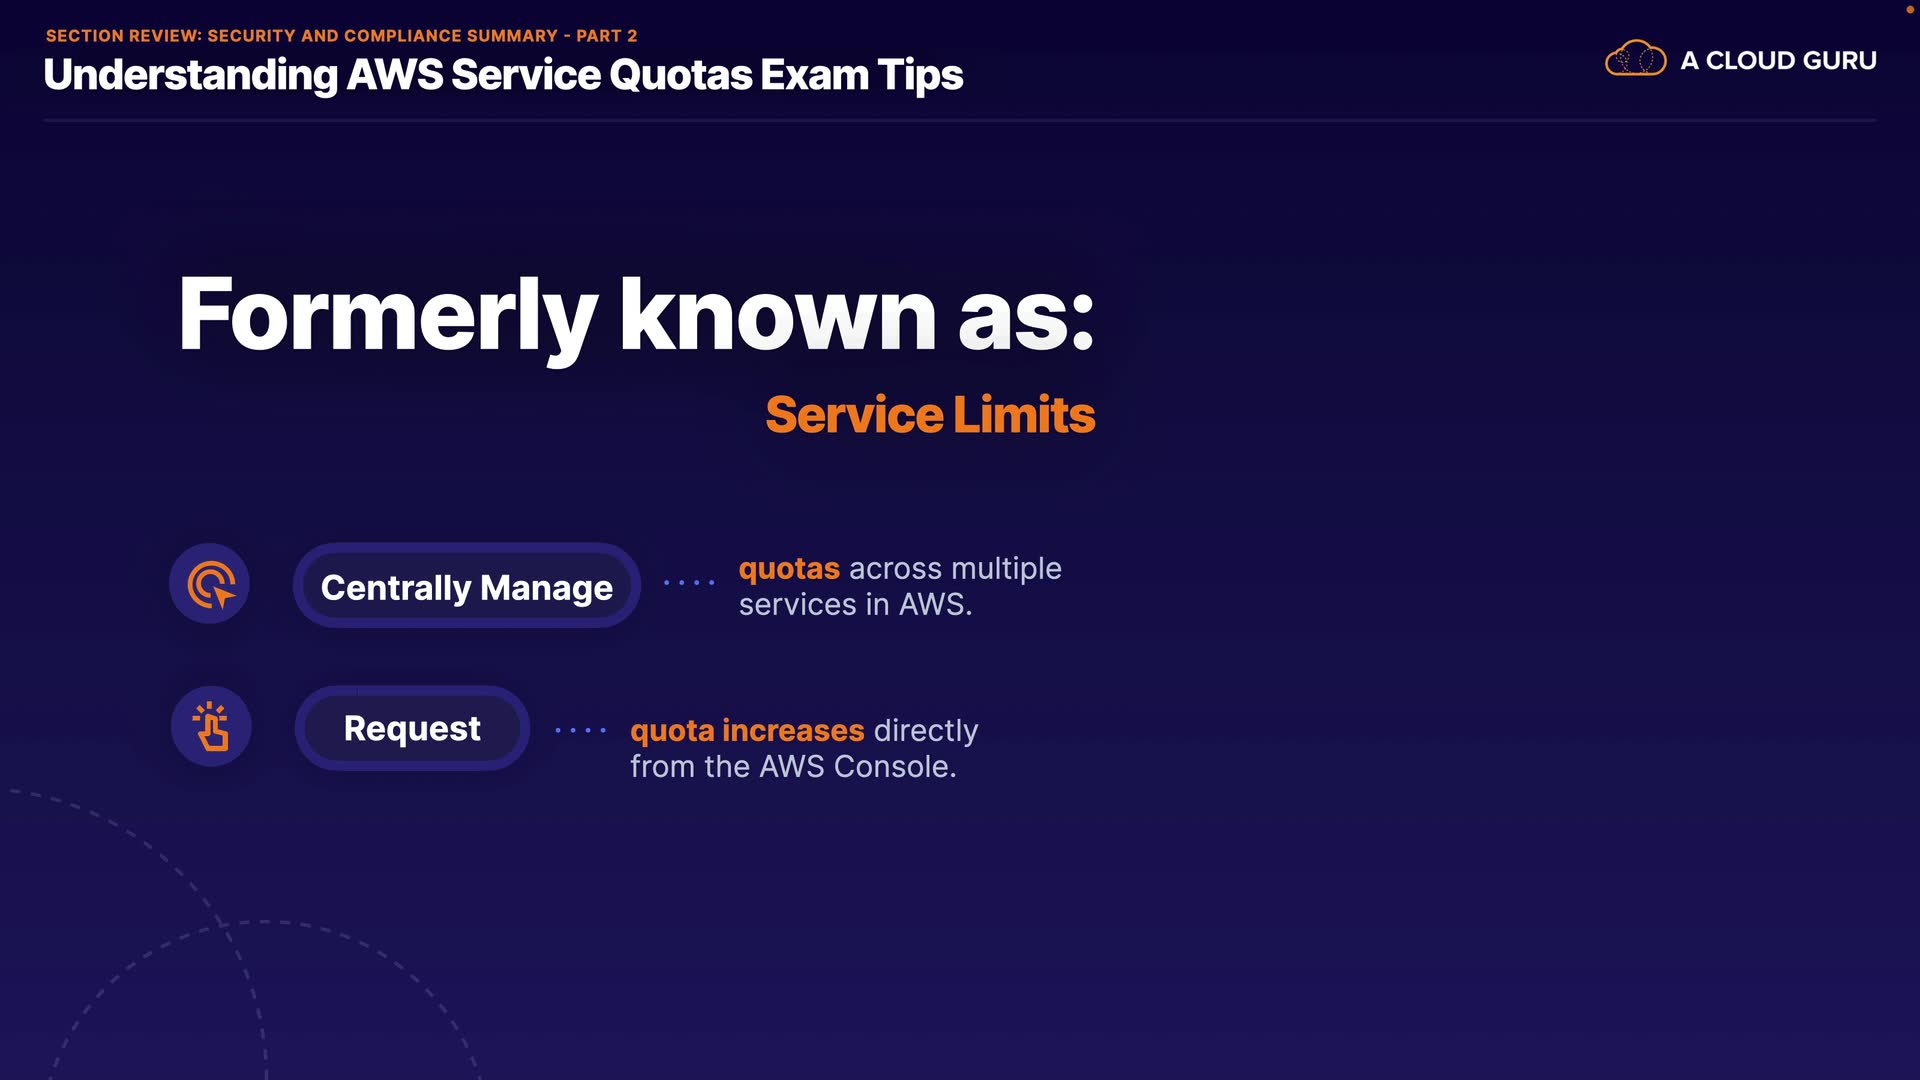 SECTION REVIEW: SECURITY AND COMPLIANCE SUMMARY - PART 2
Understanding AWS Service Quotas Exam Tips
A CLOUD GURU
Formerly known as:
Service Limits
Centrally Manage
quotas across multiple
services in AWS.
Request
quota increases directly
from the AWS Console.